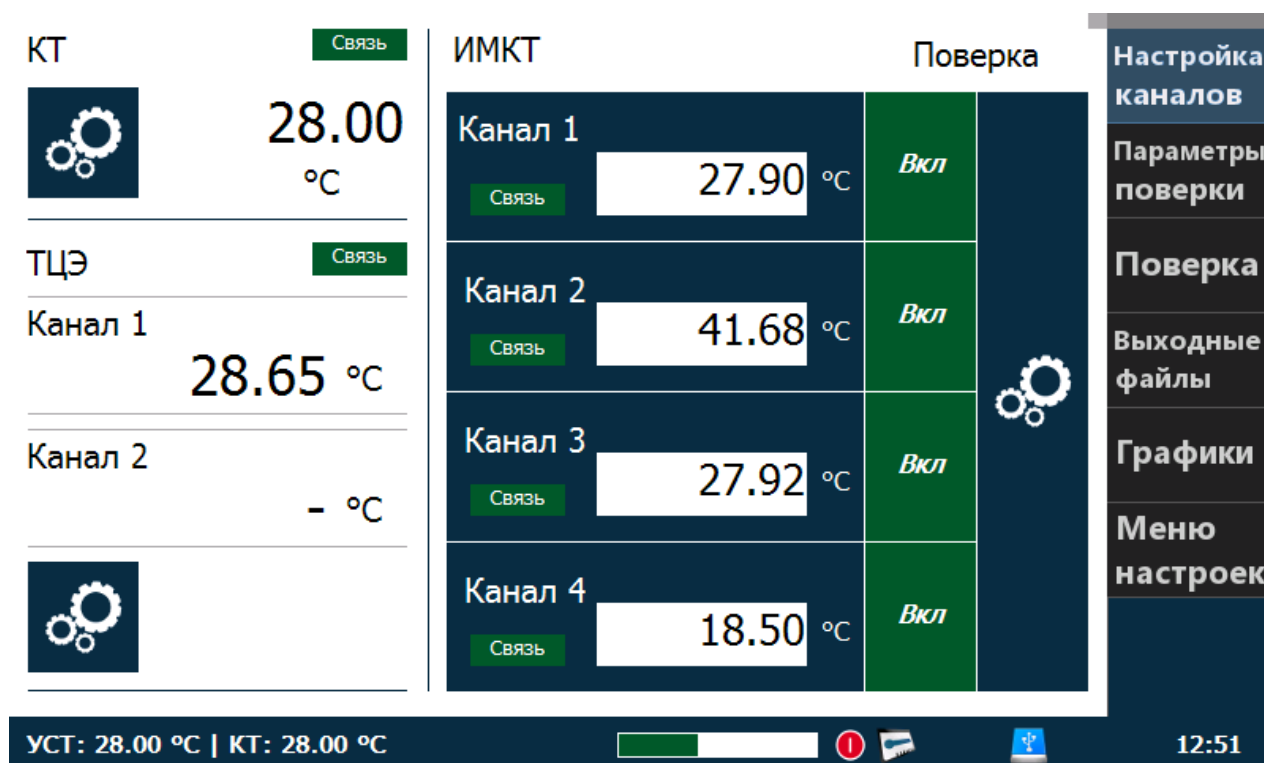 КТ
Связь
28.00
°C
ТЦЭ
Связь
Канал 1
28.65 °C
Канал 2
- °C
ИМКТ
Поверка
Канал 1
Связь
27.90 °C
Вкл
Канал 2
Связь
41.68 °C
Вкл
Канал 3
Связь
27.92 °C
Вкл
Канал 4
Связь
18.50 °C
Вкл
Настройка
каналов
Параметры
поверки
Поверка
Выходные
файлы
Графики
Меню
настроек
УСТ: 28.00 °C | КТ: 28.00 °C
12:51